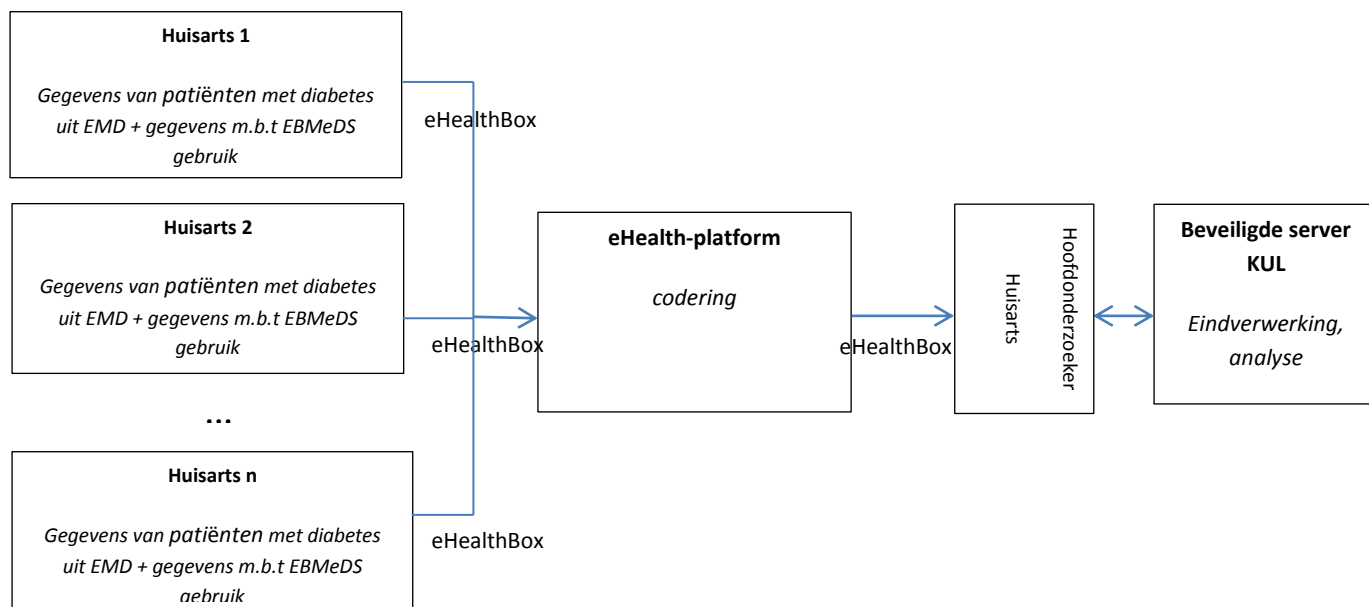 Huisarts 1
Gegevens van patiënten met diabetes
uit EMD + gegevens m.b.t EBMeDS
gebruik
eHealthBox
Huisarts 2
Gegevens van patiënten met diabetes
uit EMD + gegevens m.b.t EBMeDS
gebruik
eHealthBox
...
Huisarts n
Gegevens van patiënten met diabetes
uit EMD + gegevens m.b.t EBMeDS
gebruik
eHealthBox
eHealth-platform
codering
eHealthBox
Hoofdonderzoeker
Huisarts
Beveiligde server
KUL
Eindverwerking,
analyse